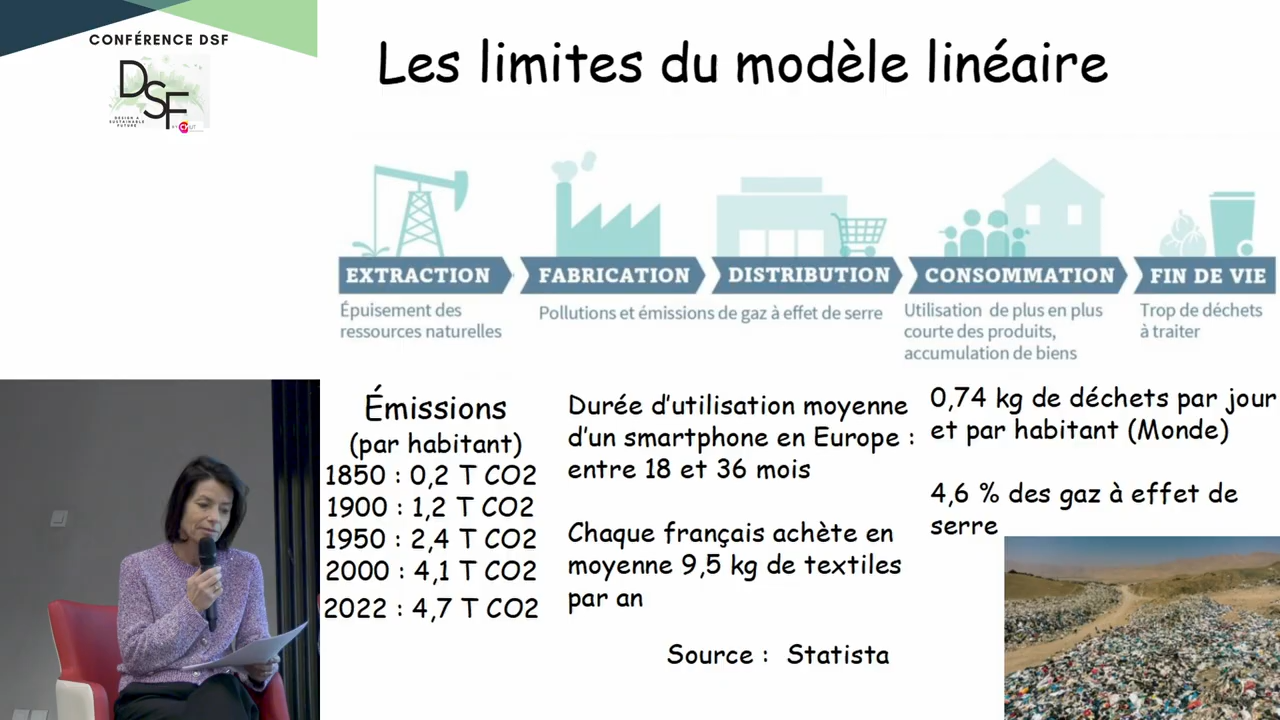 CONFÉRENCE DSF
DSF
DESIGN A
SUSTAINABLE
FUTURE
Les limites du modèle linéaire
EXTRACTION
FABRICATION
DISTRIBUTION
CONSOMMATION
FIN DE VIE
Épuisement des
ressources naturelles
Pollutions et émissions de gaz à effet de serre
Utilisation de plus en plus
courte des produits,
accumulation de biens
Trop de déchets
à traiter
Émissions
(par habitant)
1850 : 0,2 T CO2
1900 : 1,2 T CO2
1950 : 2,4 T CO2
2000 : 4,1 T CO2
2022 : 4,7 T CO2
Durée d’utilisation moyenne
d’un smartphone en Europe :
entre 18 et 36 mois
Chaque français achète en
moyenne 9,5 kg de textiles
par an
0,74 kg de déchets par jour
et par habitant (Monde)
4,6 % des gaz à effet de
serre
Source : Statista